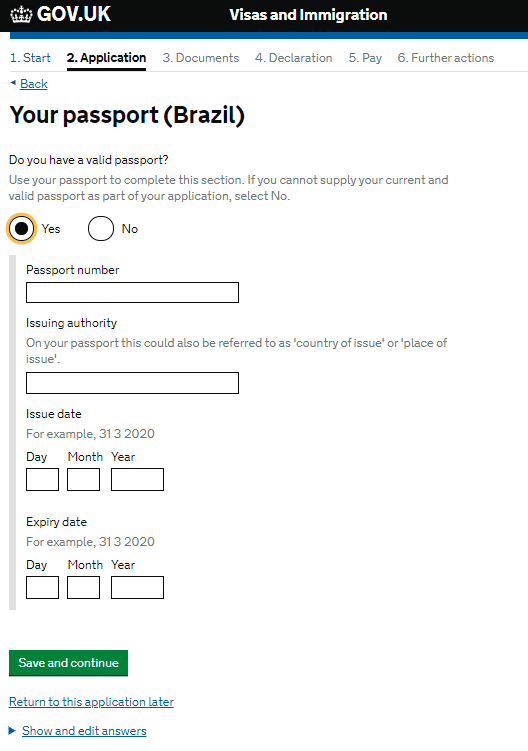 GOV.UK
Visas and Immigration
1. Start 2. Application 3. Documents 4. Declaration 5. Pay 6. Further actions
Back
Your passport (Brazil)
Do you have a valid passport?
Use your passport to complete this section. If you cannot supply your current and
valid passport as part of your application, select No.
Yes No
Passport number
Issuing authority
On your passport this could also be referred to as 'country of issue' or 'place of
issue'.
Issue date
For example, 31 3 2020
Day Month Year
Expiry date
For example, 31 3 2020
Day Month Year
Save and continue
Return to this application later
Show and edit answers